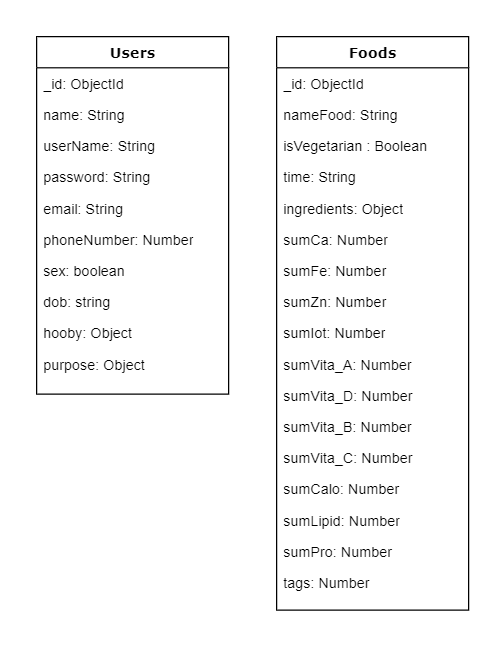 Users
_id: ObjectId
name: String
userName: String
password: String
email: String
phoneNumber: Number
sex: boolean
dob: string
hooby: Object
purpose: Object
Foods
_id: ObjectId
nameFood: String
isVegetarian : Boolean
time: String
ingredients: Object
sumCa: Number
sumFe: Number
sumZn: Number
sumIot: Number
sumVita_A: Number
sumVita_D: Number
sumVita_B: Number
sumVita_C: Number
sumCalo: Number
sumLipid: Number
sumPro: Number
tags: Number